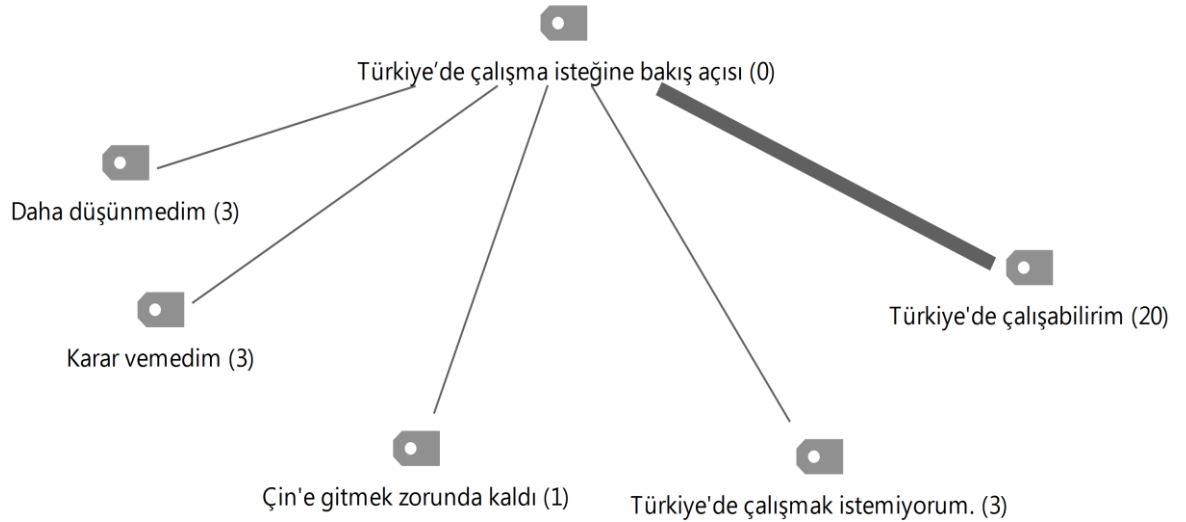 Türkiye’de çalışma isteğine bakış açısı (0)
Daha düşünmedim (3)
Türkiye'de çalışabilirim (20)
Karar vemedim (3)
Çin'e gitmek zorunda kaldı (1)
Türkiye'de çalışmak istemiyorum. (3)